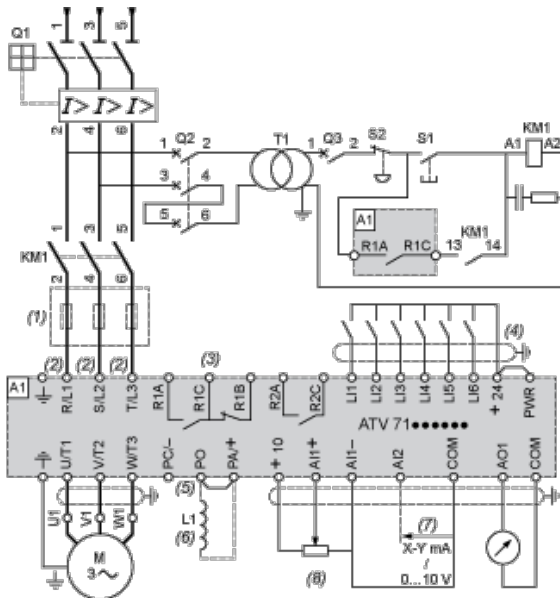 Q1
1 3 5
I> I> I>
2 4 6
Q2
1 2
3 4
5 6
T1
1 Q3 2
S2
S1
KM1
A1 A2
A1
R1A R1C
KM1
13 14
KM1
1 3 5
2 4 6
(1)
(2) (2) (2)
(3)
(4)
A1
R/L1 S/L2 T/L3 R1A R1C R1B R2A R2C LI1 LI2 LI3 LI4 LI5 LI6 + 24 PWR
ATV 71••••••
U/T1 V/T2 W/T3 PC/- PO PA/+ + 10 AI1+ AI1- AI2 COM AO1 COM
(5)
U1 V1 W1
L1
(6)
(7)
X-Y mA
/
0...10 V
(8)
M
3 ~